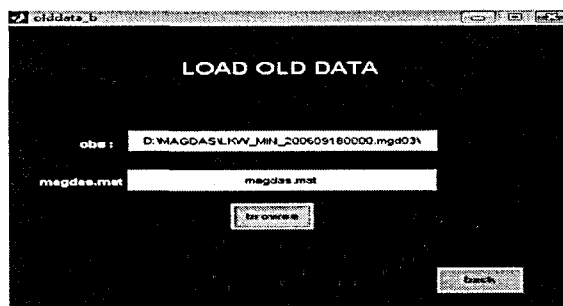 olddata_b
LOAD OLD DATA
obs :
D:\MAGDAS\LKW_MIN_200609180000.mgd03\
magdas.mat
magdas.mat
browse
back